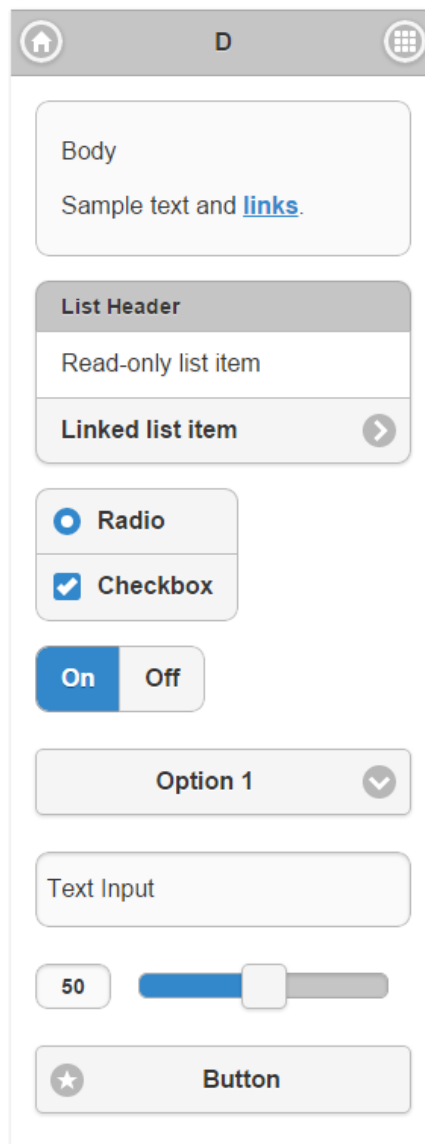 D
Body
Sample text and links.
List Header
Read-only list item
Linked list item
Radio
Checkbox
On Off
Option 1
Text Input
50
Button